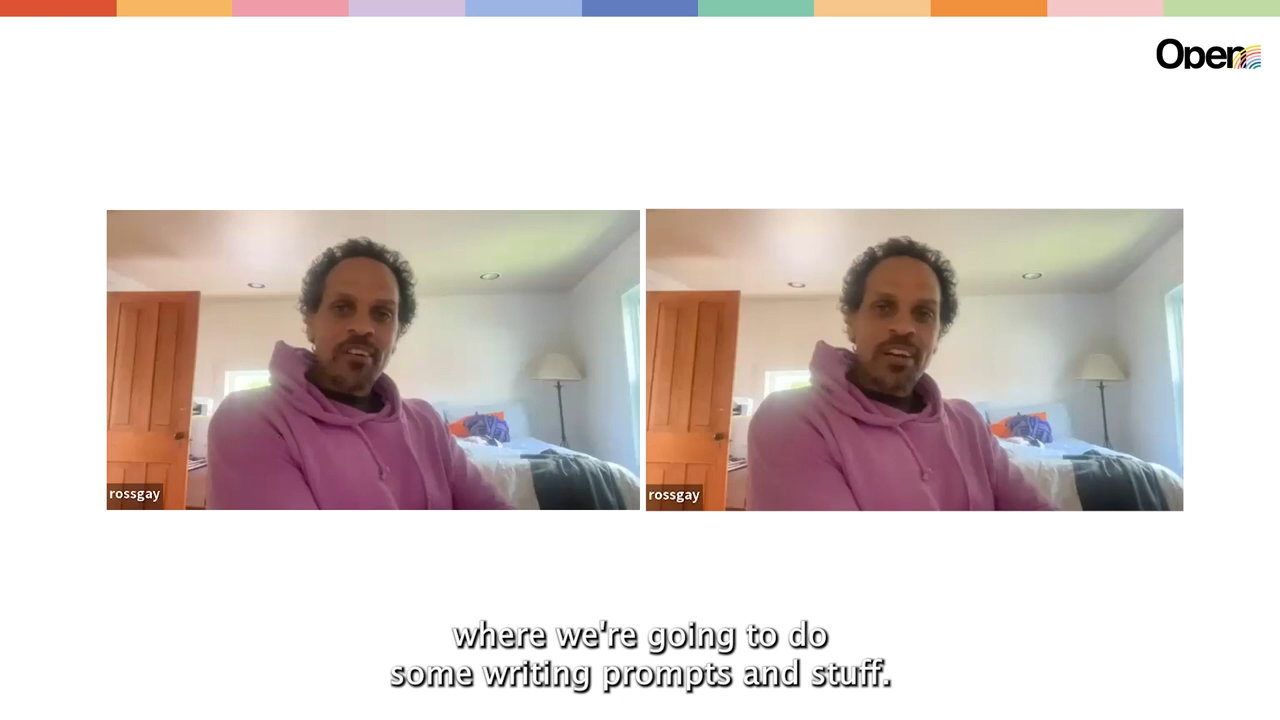 Open
rossgay
rossgay
where we're going to do
some writing prompts and stuff.